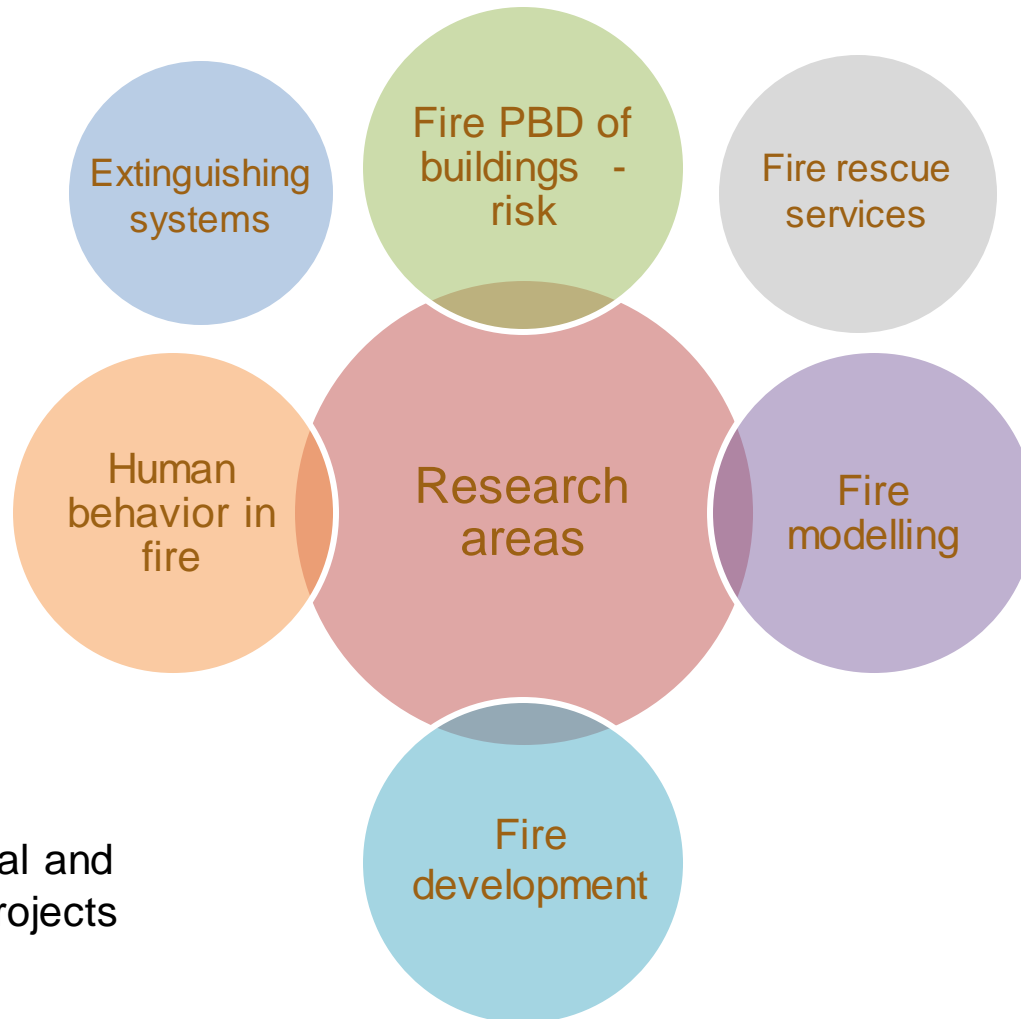 Extinguishing
systems
Fire PBD of
buildings -
risk
Fire rescue
services
Human
behavior in
fire
Research
areas
Fire
modelling
Fire
development
al and
rojects